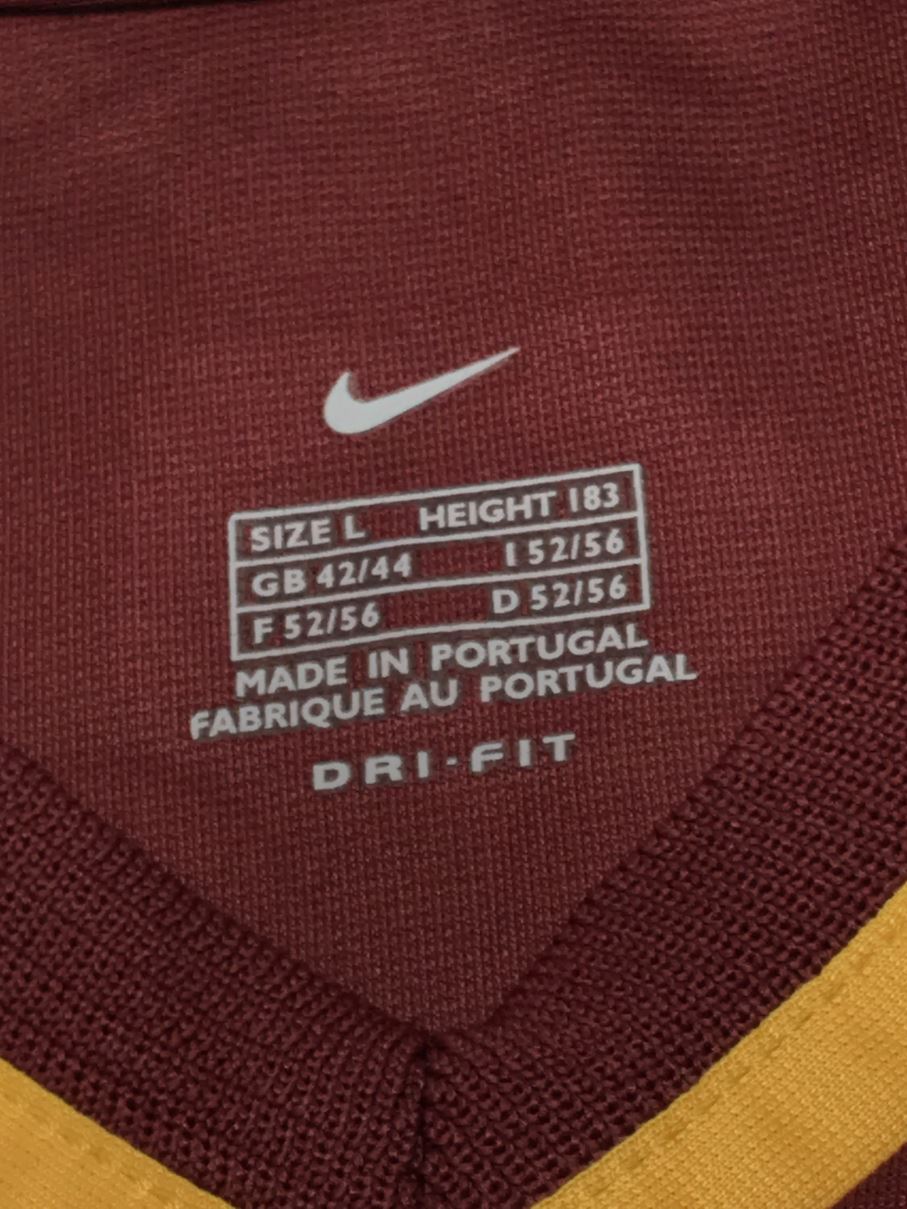 SIZE L HEIGHT 183
GB 42/44 I 52/56
F 52/56 D 52/56
MADE IN PORTUGAL
FABRIQUE AU PORTUGAL
DRI-FIT